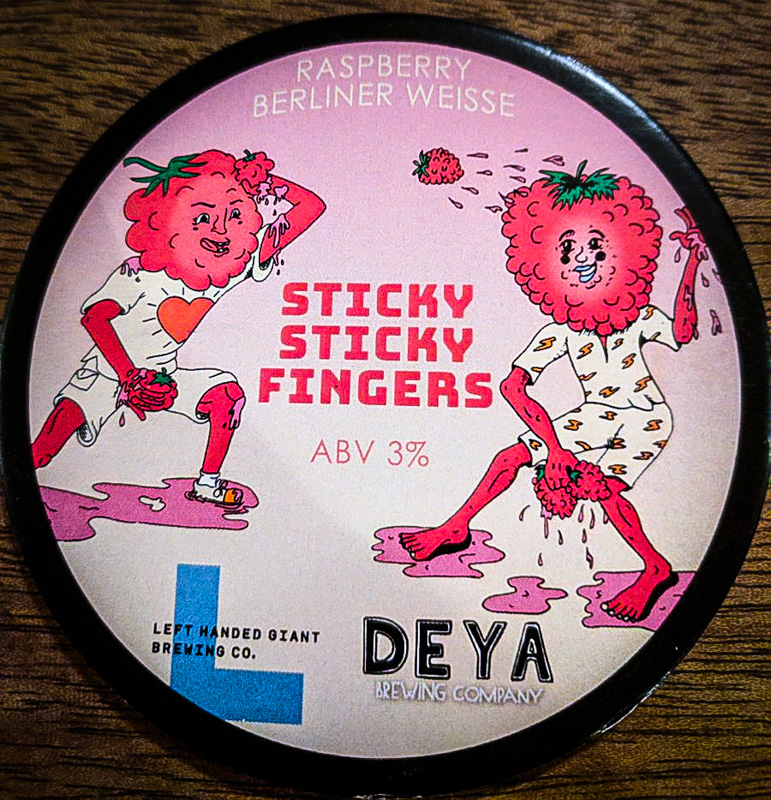 RASPBERRY
BERLINER WEISSE
STICKY
STICKY
FINGERS
ABV 3%
LEFT HANDED GIANT
BREWING CO.
DEYA
BREWING COMPANY